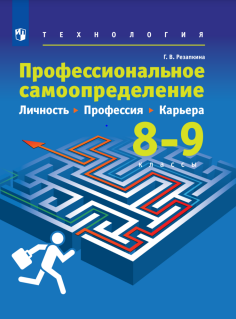 ТЕХНОЛОГИЯ
Г. В. Резапкина
Профессиональное
самоопределение
Личность ▸ Профессия ▸ Карьера
8–9
классы